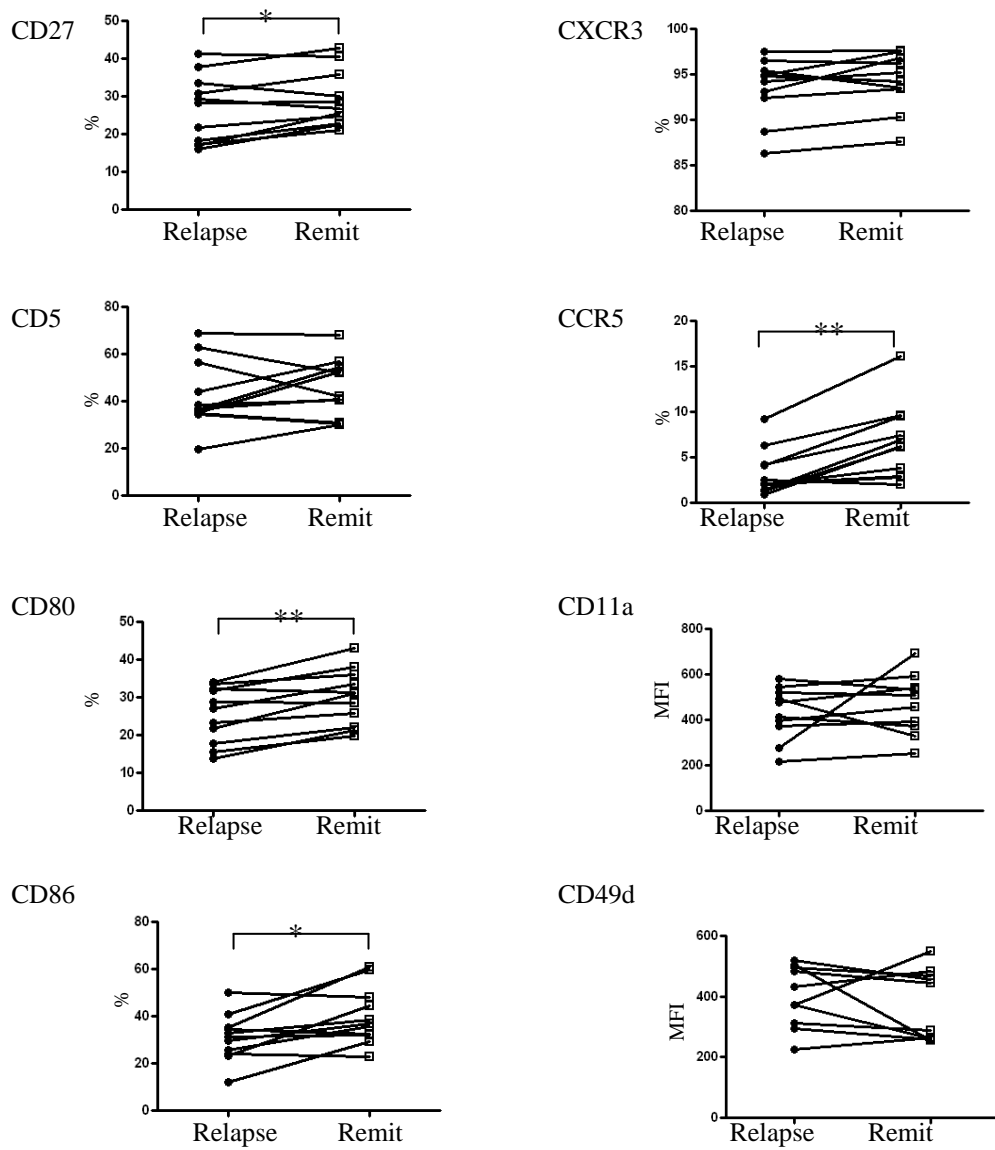 CD27
50
40
30
20
10
0
%
*
Relapse Remit
CXCR3
100
95
90
85
80
%
Relapse Remit
CD5
80
60
40
20
0
%
Relapse Remit
CCR5
20
15
10
5
0
%
**
Relapse Remit
CD80
50
40
30
20
10
0
%
**
Relapse Remit
CD11a
800
600
400
200
0
MFI
Relapse Remit
CD86
80
60
40
20
0
%
*
Relapse Remit
CD49d
600
400
200
0
MFI
Relapse Remit